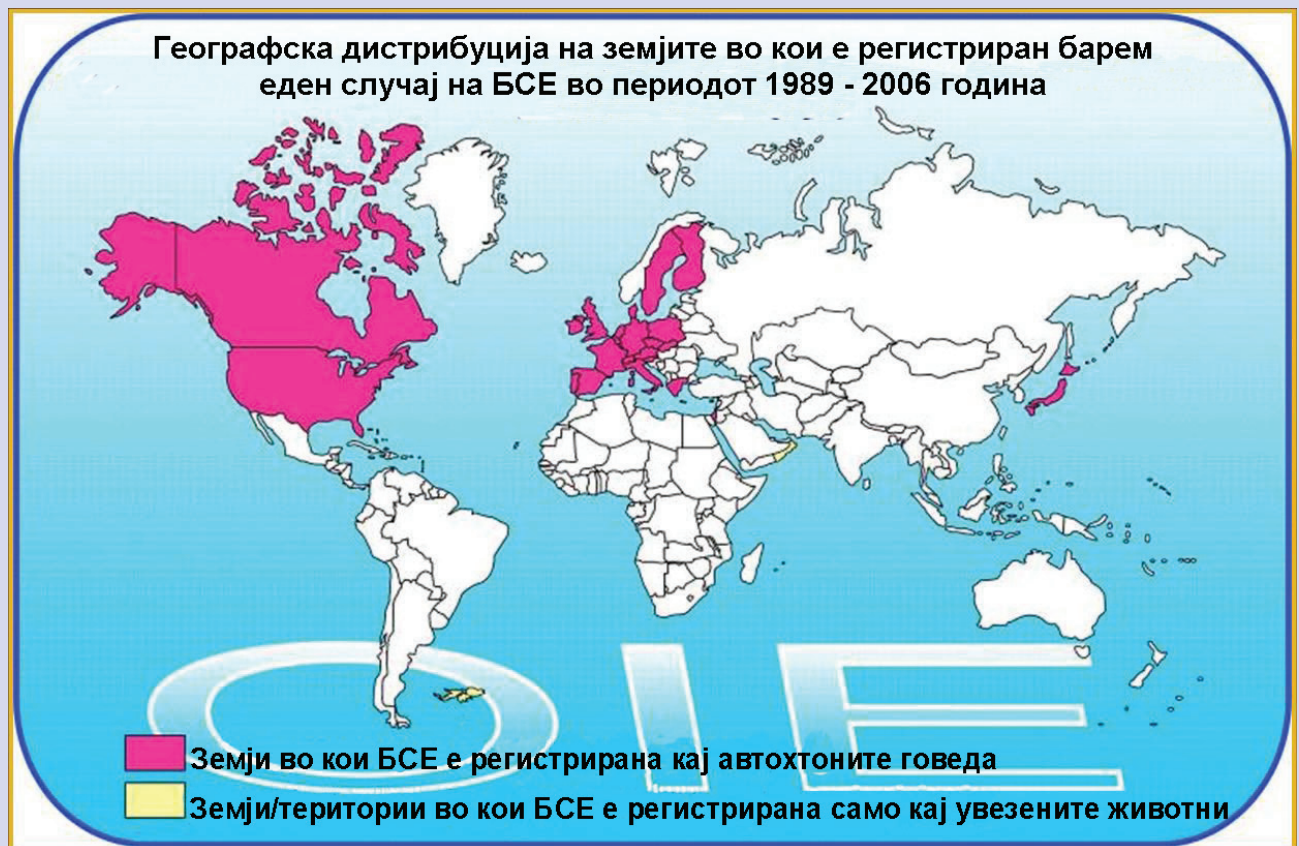 Географска дистрибуција на земјите во кои е регистриран барем
еден случај на БСЕ во периодот 1989 - 2006 година
OIE
Земји во кои БСЕ е регистрирана кај автохтоните говеда
Земји/територии во кои БСЕ е регистрирана само кај увезените животни